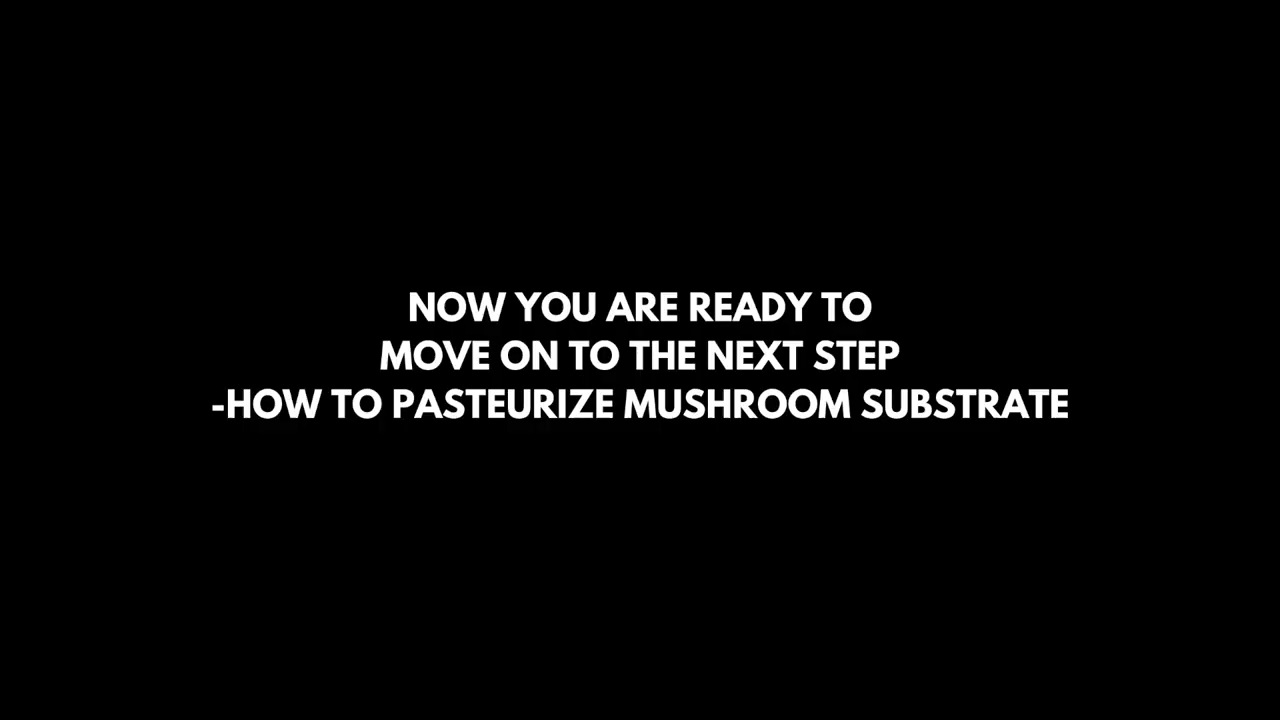 NOW YOU ARE READY TO
MOVE ON TO THE NEXT STEP
-HOW TO PASTEURIZE MUSHROOM SUBSTRATE